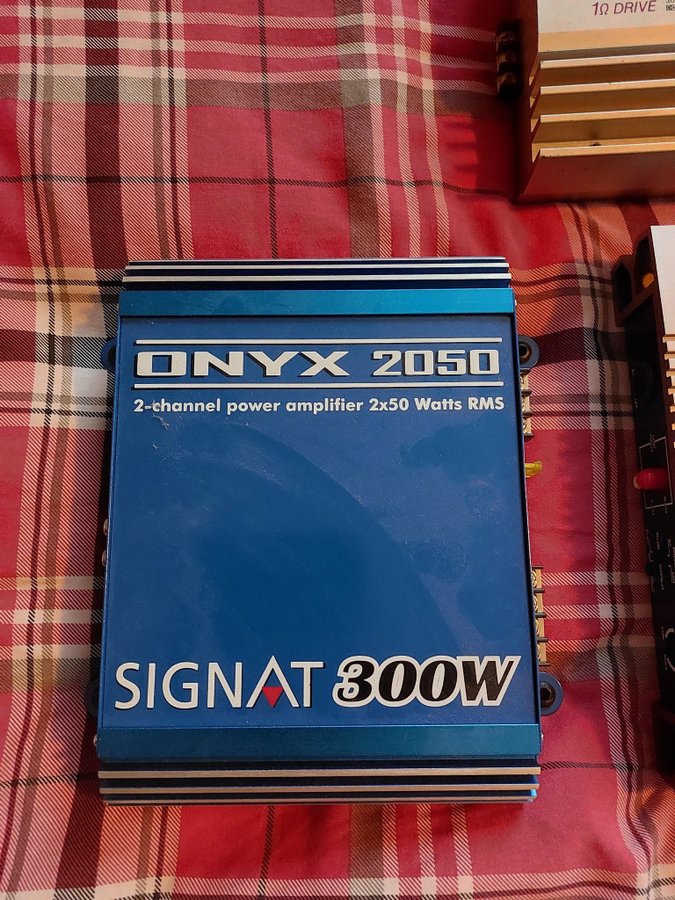 1Ω DRIVE
ONYX 2050
2-channel power amplifier 2x50 Watts RMS
SIGNAT 300W